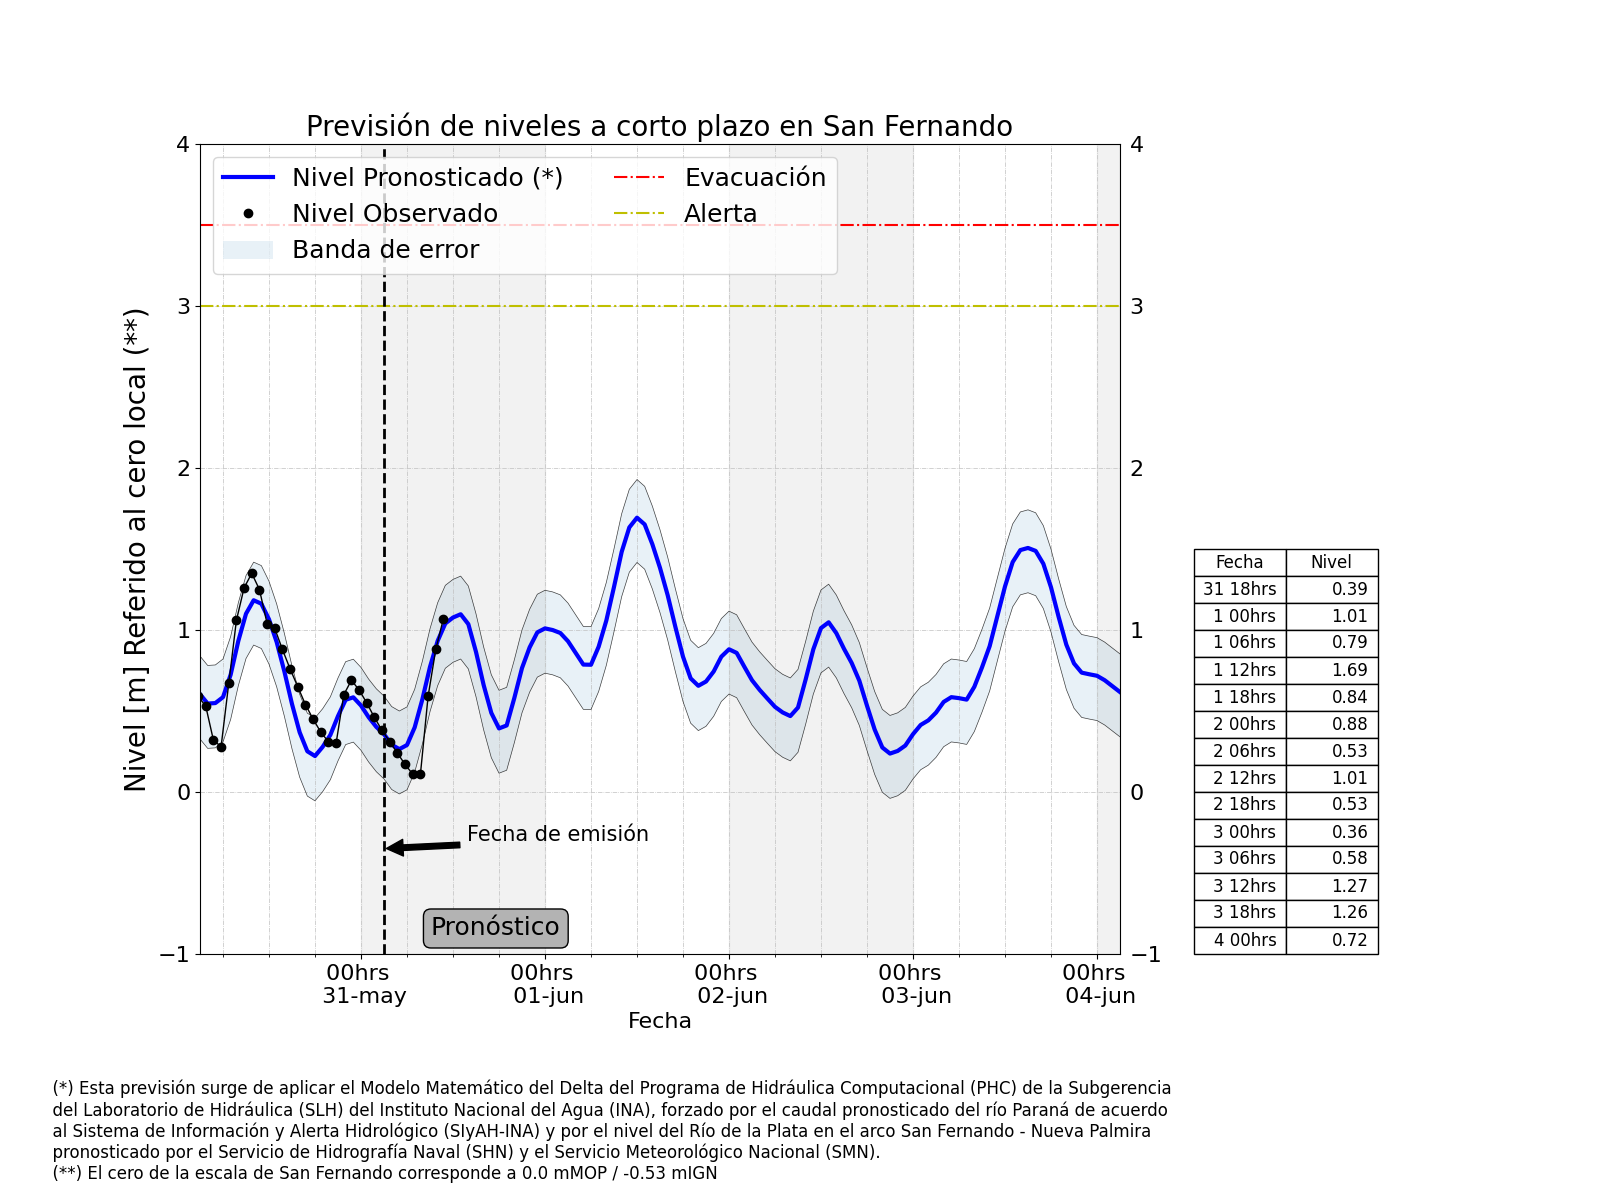 Previsión de niveles a corto plazo en San Fernando
Nivel Pronosticado (*)
Nivel Observado
Banda de error
Evacuación
Alerta
Nivel [m] Referido al cero local (**)
4
3
2
1
0
−1
4
3
2
1
0
−1
Fecha de emisión
Pronóstico
00hrs
31-may
00hrs
01-jun
00hrs
02-jun
00hrs
03-jun
00hrs
04-jun
Fecha
Fecha Nivel
31 18hrs 0.39
1 00hrs 1.01
1 06hrs 0.79
1 12hrs 1.69
1 18hrs 0.84
2 00hrs 0.88
2 06hrs 0.53
2 12hrs 1.01
2 18hrs 0.53
3 00hrs 0.36
3 06hrs 0.58
3 12hrs 1.27
3 18hrs 1.26
4 00hrs 0.72
(*) Esta previsión surge de aplicar el Modelo Matemático del Delta del Programa de Hidráulica Computacional (PHC) de la Subgerencia
del Laboratorio de Hidráulica (SLH) del Instituto Nacional del Agua (INA), forzado por el caudal pronosticado del río Paraná de acuerdo
al Sistema de Información y Alerta Hidrológico (SIyAH-INA) y por el nivel del Río de la Plata en el arco San Fernando - Nueva Palmira
pronosticado por el Servicio de Hidrografía Naval (SHN) y el Servicio Meteorológico Nacional (SMN).
(**) El cero de la escala de San Fernando corresponde a 0.0 mMOP / -0.53 mIGN